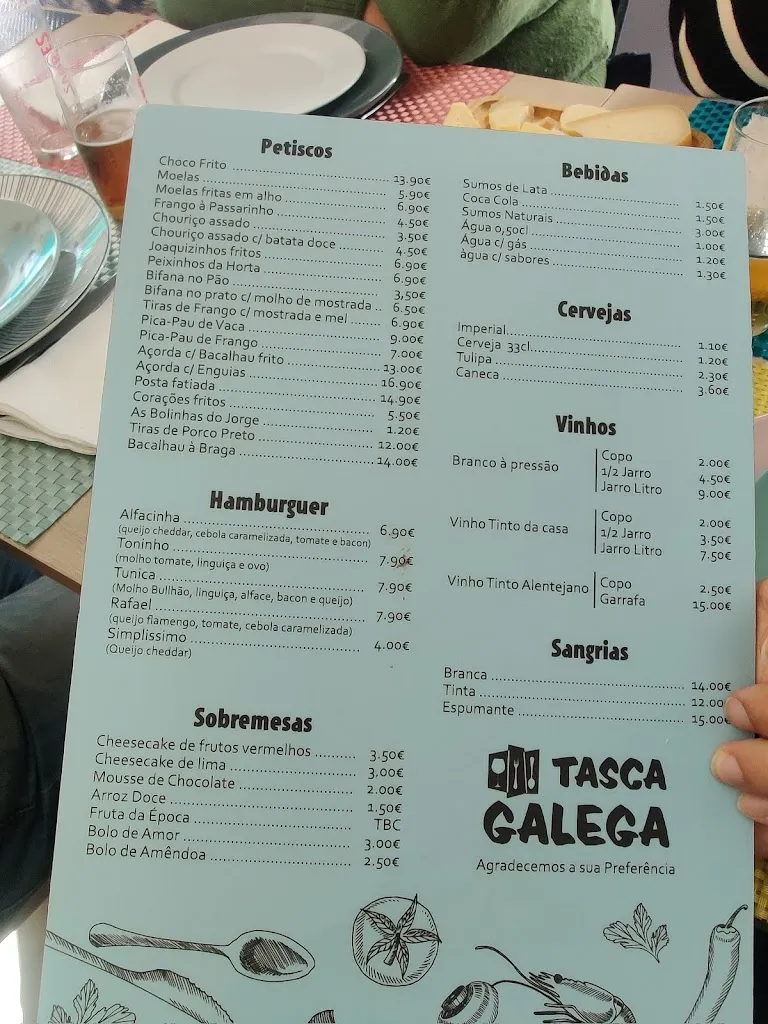 Petiscos
Choco Frito 13.90€
Moelas 5.90€
Moelas fritas em alho 6.90€
Frango à Passarinho 4.50€
Chouriço assado 3.50€
Chouriço assado c/ batata doce 4.50€
Joaquizinhos fritos 6.90€
Peixinhos da Horta 6.90€
Bifana no Pão 3,50€
Bifana no prato c/ molho de mostrada 6.50€
Tiras de Frango c/ mostrada e mel 6.90€
Pica-Pau de Vaca 9.00€
Pica-Pau de Frango 7.00€
Açorda c/ Bacalhau frito 13.00€
Açorda c/ Enguias 16.90€
Posta fatiada 14.90€
Corações fritos 5.50€
As Bolinhas do Jorge 1.20€
Tiras de Porco Preto 12.00€
Bacalhau à Braga 14.00€
Hamburguer
Alfacinha 6.90€
(queijo cheddar, cebola caramelizada, tomate e bacon)
Toninho 7.90€
(molho tomate, linguiça e ovo)
Tunica 7.90€
(Molho Bullhão, linguiça, alface, bacon e queijo)
Rafael 7.90€
(queijo flamengo, tomate, cebola caramelizada)
Simplissimo 4.00€
(Queijo cheddar)
Sobremesas
Cheesecake de frutos vermelhos 3.50€
Cheesecake de lima 3.00€
Mousse de Chocolate 2.00€
Arroz Doce 1.50€
Fruta da Época TBC
Bolo de Amor 3.00€
Bolo de Amêndoa 2.50€
Bebidas
Sumos de Lata 1.50€
Coca Cola 1.50€
Sumos Naturais 3.00€
Água 0,50cl 1.00€
Água c/ gás 1.20€
àgua c/ sabores 1.30€
Cervejas
Imperial 1.10€
Cerveja 33cl 1.20€
Tulipa 2.30€
Caneca 3.60€
Vinhos
Branco à pressão
Copo 2.00€
1/2 Jarro 4.50€
Jarro Litro 9.00€
Vinho Tinto da casa
Copo 2.00€
1/2 Jarro 3.50€
Jarro Litro 7.50€
Vinho Tinto Alentejano
Copo 2.50€
Garrafa 15.00€
Sangrias
Branca 14.00€
Tinta 12.00
Espumante 15.00€
TASCA
GALEGA
Agradecemos a sua Preferência